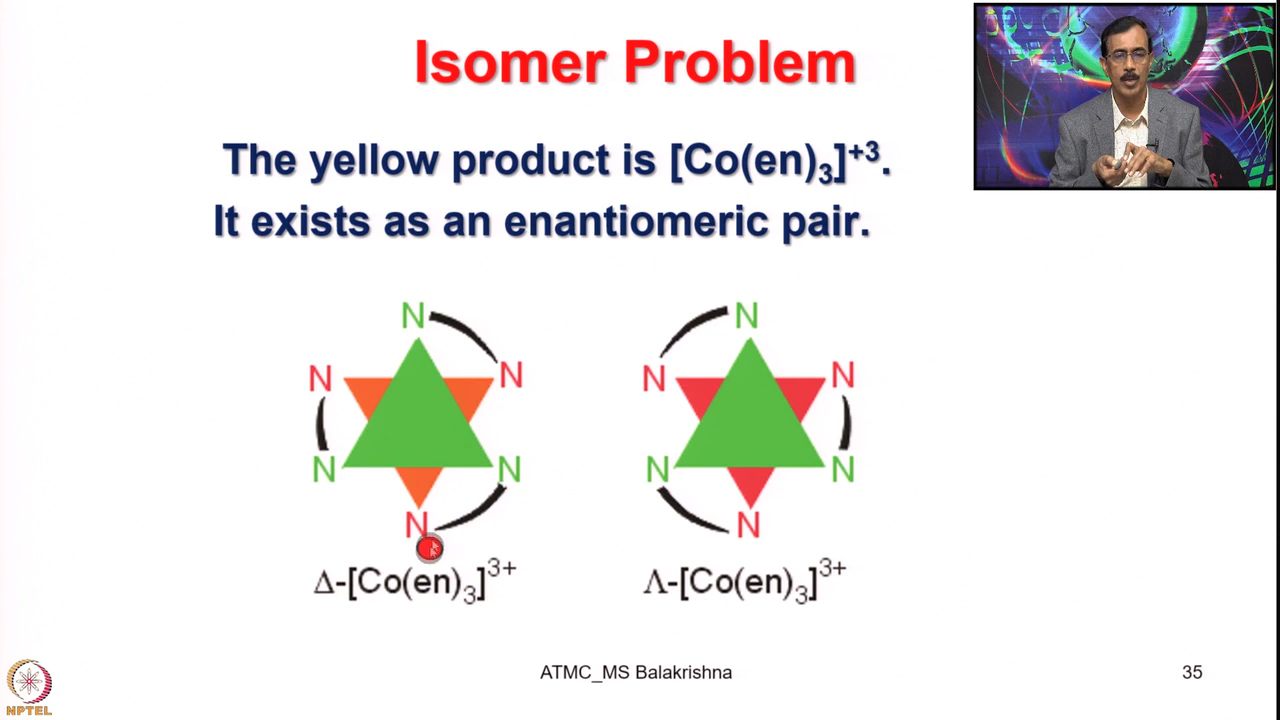 Isomer Problem
The yellow product is [Co(en)₃]⁺³.
It exists as an enantiomeric pair.
N N
N N N N
N N N N
N N
Δ-[Co(en)₃]³⁺ Λ-[Co(en)₃]³⁺
NPTEL
ATMC_MS Balakrishna
35